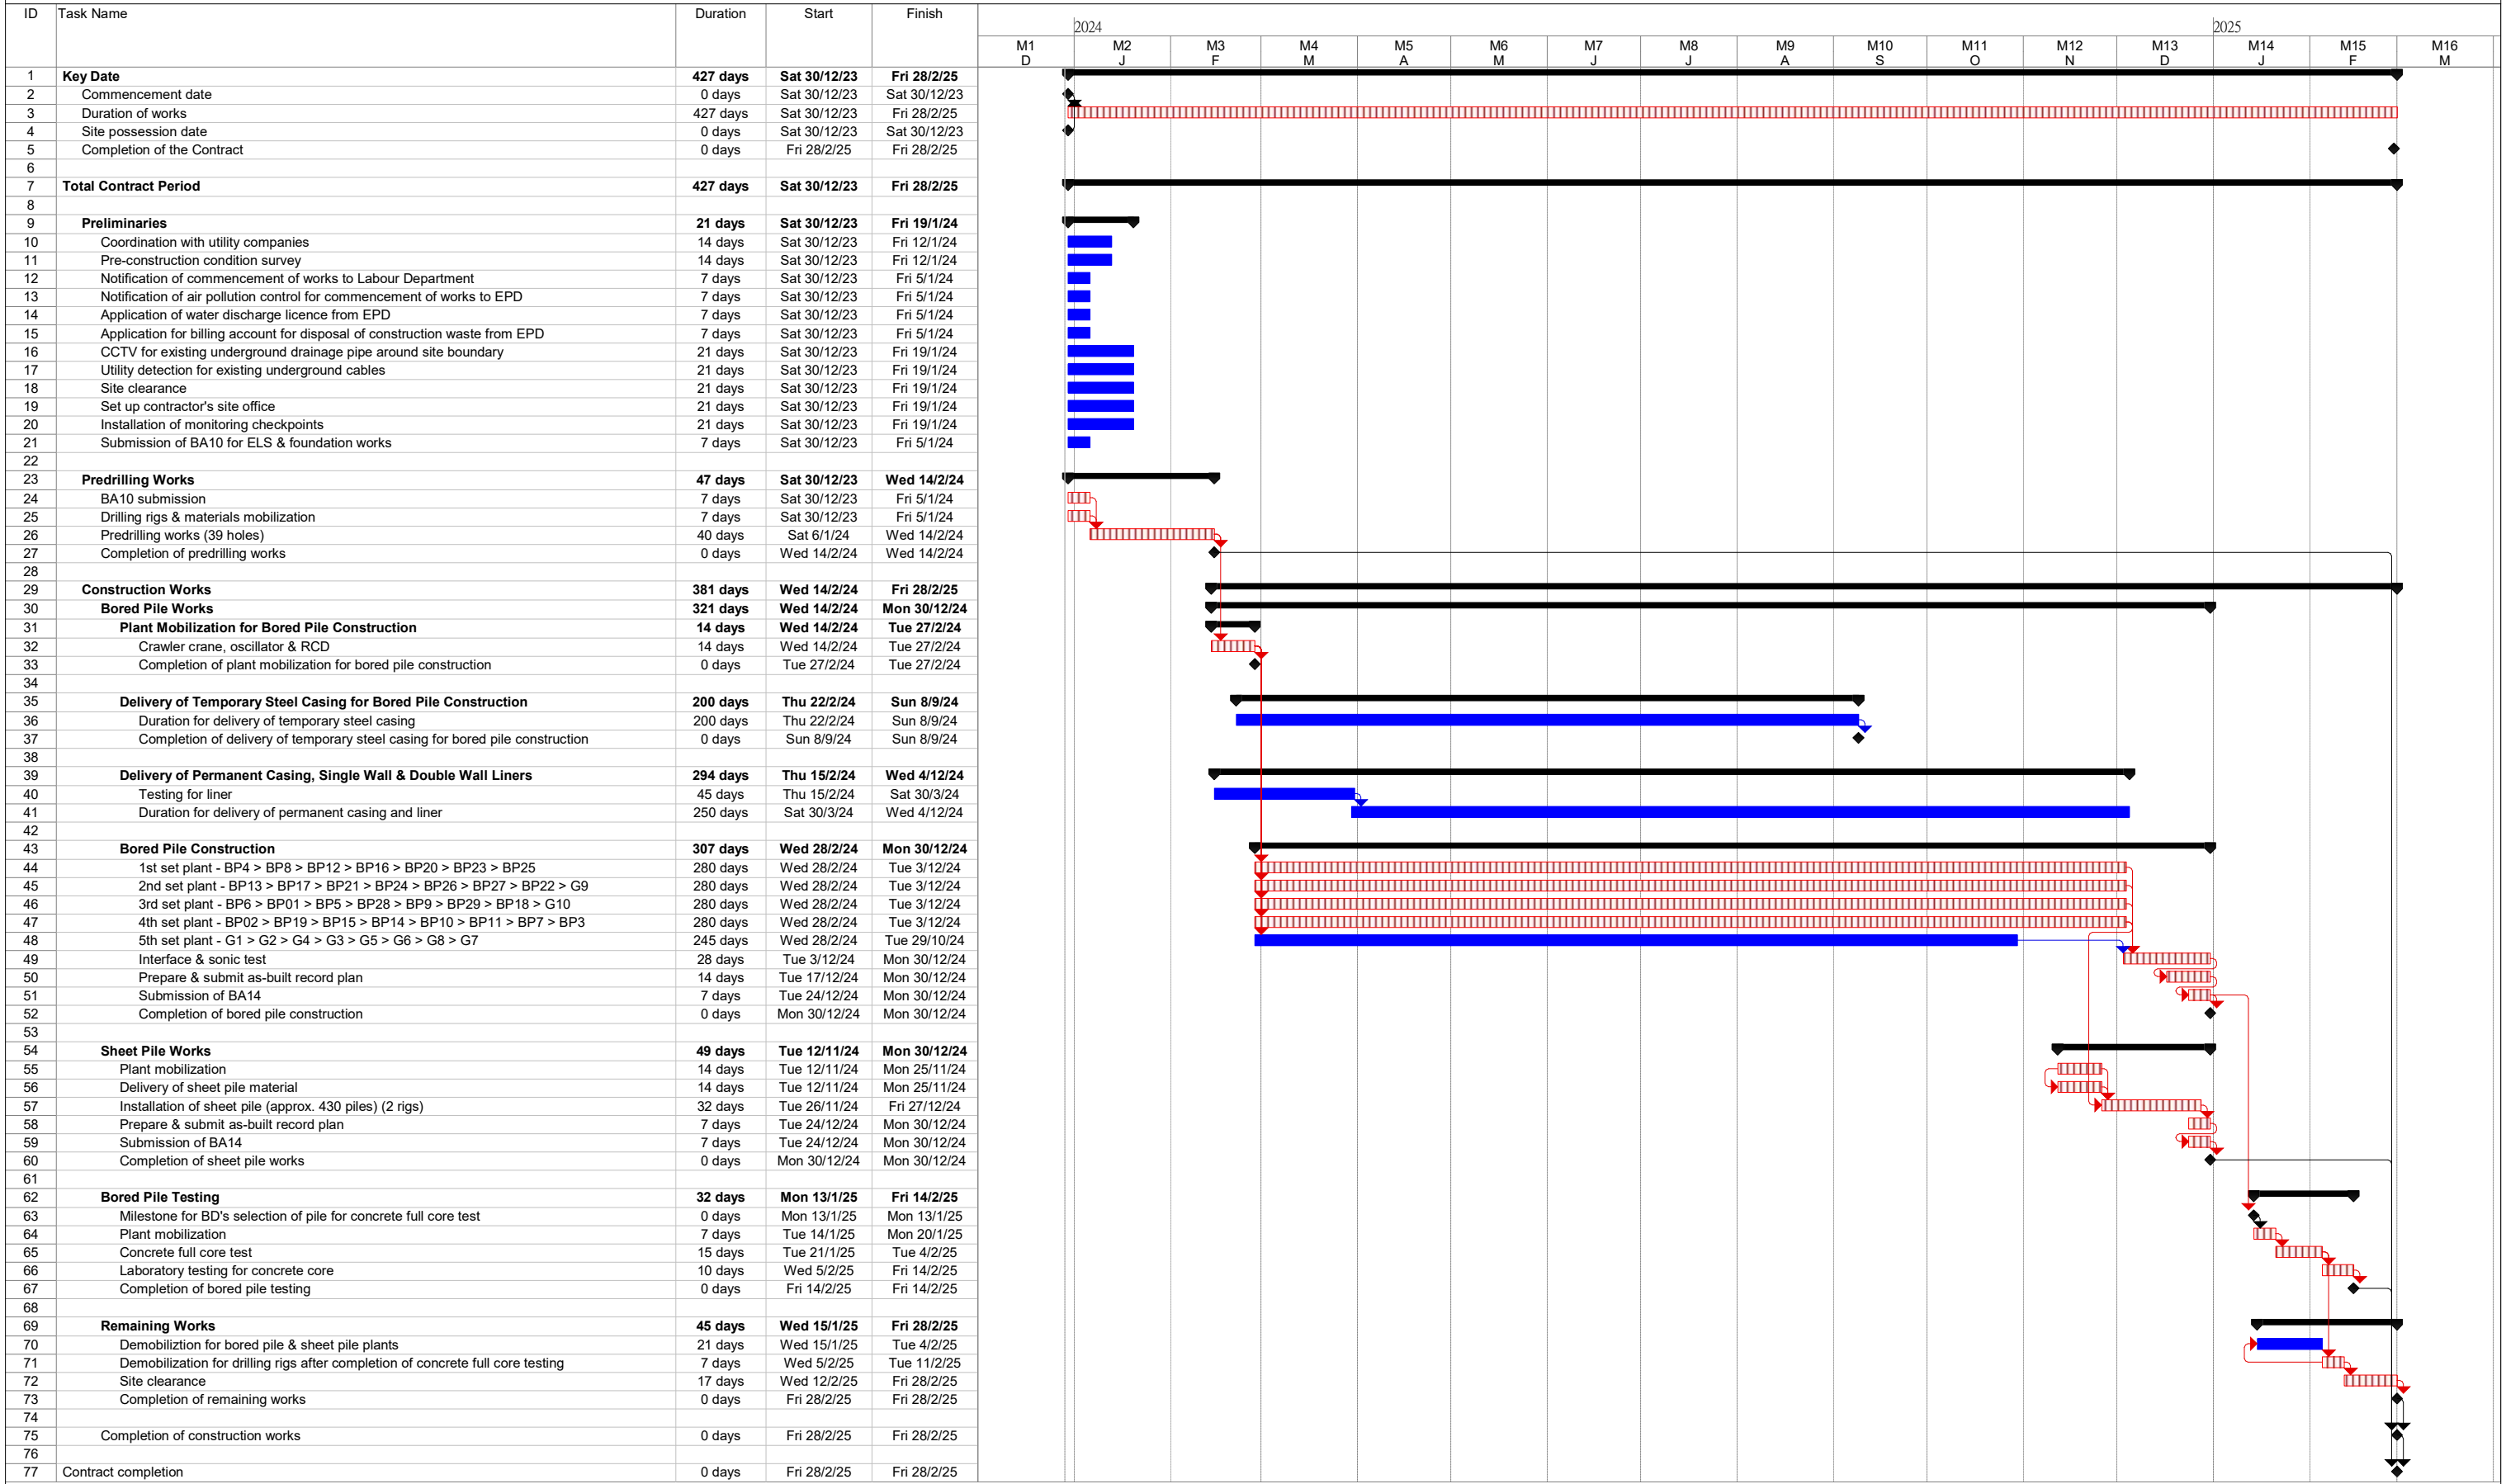 ID Task Name Duration Start Finish
2024 2025
M1 M2 M3 M4 M5 M6 M7 M8 M9 M10 M11 M12 M13 M14 M15 M16
D J F M A M J J A S O N D J F M
1 Key Date 427 days Sat 30/12/23 Fri 28/2/25
2 Commencement date 0 days Sat 30/12/23 Sat 30/12/23
3 Duration of works 427 days Sat 30/12/23 Fri 28/2/25
4 Site possession date 0 days Sat 30/12/23 Sat 30/12/23
5 Completion of the Contract 0 days Fri 28/2/25 Fri 28/2/25
6
7 Total Contract Period 427 days Sat 30/12/23 Fri 28/2/25
8
9 Preliminaries 21 days Sat 30/12/23 Fri 19/1/24
10 Coordination with utility companies 14 days Sat 30/12/23 Fri 12/1/24
11 Pre-construction condition survey 14 days Sat 30/12/23 Fri 12/1/24
12 Notification of commencement of works to Labour Department 7 days Sat 30/12/23 Fri 5/1/24
13 Notification of air pollution control for commencement of works to EPD 7 days Sat 30/12/23 Fri 5/1/24
14 Application of water discharge licence from EPD 7 days Sat 30/12/23 Fri 5/1/24
15 Application for billing account for disposal of construction waste from EPD 7 days Sat 30/12/23 Fri 5/1/24
16 CCTV for existing underground drainage pipe around site boundary 21 days Sat 30/12/23 Fri 19/1/24
17 Utility detection for existing underground cables 21 days Sat 30/12/23 Fri 19/1/24
18 Site clearance 21 days Sat 30/12/23 Fri 19/1/24
19 Set up contractor's site office 21 days Sat 30/12/23 Fri 19/1/24
20 Installation of monitoring checkpoints 21 days Sat 30/12/23 Fri 19/1/24
21 Submission of BA10 for ELS & foundation works 7 days Sat 30/12/23 Fri 5/1/24
22
23 Predrilling Works 47 days Sat 30/12/23 Wed 14/2/24
24 BA10 submission 7 days Sat 30/12/23 Fri 5/1/24
25 Drilling rigs & materials mobilization 7 days Sat 30/12/23 Fri 5/1/24
26 Predrilling works (39 holes) 40 days Sat 6/1/24 Wed 14/2/24
27 Completion of predrilling works 0 days Wed 14/2/24 Wed 14/2/24
28
29 Construction Works 381 days Wed 14/2/24 Fri 28/2/25
30 Bored Pile Works 321 days Wed 14/2/24 Mon 30/12/24
31 Plant Mobilization for Bored Pile Construction 14 days Wed 14/2/24 Tue 27/2/24
32 Crawler crane, oscillator & RCD 14 days Wed 14/2/24 Tue 27/2/24
33 Completion of plant mobilization for bored pile construction 0 days Tue 27/2/24 Tue 27/2/24
34
35 Delivery of Temporary Steel Casing for Bored Pile Construction 200 days Thu 22/2/24 Sun 8/9/24
36 Duration for delivery of temporary steel casing 200 days Thu 22/2/24 Sun 8/9/24
37 Completion of delivery of temporary steel casing for bored pile construction 0 days Sun 8/9/24 Sun 8/9/24
38
39 Delivery of Permanent Casing, Single Wall & Double Wall Liners 294 days Thu 15/2/24 Wed 4/12/24
40 Testing for liner 45 days Thu 15/2/24 Sat 30/3/24
41 Duration for delivery of permanent casing and liner 250 days Sat 30/3/24 Wed 4/12/24
42
43 Bored Pile Construction 307 days Wed 28/2/24 Mon 30/12/24
44 1st set plant - BP4 > BP8 > BP12 > BP16 > BP20 > BP23 > BP25 280 days Wed 28/2/24 Tue 3/12/24
45 2nd set plant - BP13 > BP17 > BP21 > BP24 > BP26 > BP27 > BP22 > G9 280 days Wed 28/2/24 Tue 3/12/24
46 3rd set plant - BP6 > BP01 > BP5 > BP28 > BP9 > BP29 > BP18 > G10 280 days Wed 28/2/24 Tue 3/12/24
47 4th set plant - BP02 > BP19 > BP15 > BP14 > BP10 > BP11 > BP7 > BP3 280 days Wed 28/2/24 Tue 3/12/24
48 5th set plant - G1 > G2 > G4 > G3 > G5 > G6 > G8 > G7 245 days Wed 28/2/24 Tue 29/10/24
49 Interface & sonic test 28 days Tue 3/12/24 Mon 30/12/24
50 Prepare & submit as-built record plan 14 days Tue 17/12/24 Mon 30/12/24
51 Submission of BA14 7 days Tue 24/12/24 Mon 30/12/24
52 Completion of bored pile construction 0 days Mon 30/12/24 Mon 30/12/24
53
54 Sheet Pile Works 49 days Tue 12/11/24 Mon 30/12/24
55 Plant mobilization 14 days Tue 12/11/24 Mon 25/11/24
56 Delivery of sheet pile material 14 days Tue 12/11/24 Mon 25/11/24
57 Installation of sheet pile (approx. 430 piles) (2 rigs) 32 days Tue 26/11/24 Fri 27/12/24
58 Prepare & submit as-built record plan 7 days Tue 24/12/24 Mon 30/12/24
59 Submission of BA14 7 days Tue 24/12/24 Mon 30/12/24
60 Completion of sheet pile works 0 days Mon 30/12/24 Mon 30/12/24
61
62 Bored Pile Testing 32 days Mon 13/1/25 Fri 14/2/25
63 Milestone for BD's selection of pile for concrete full core test 0 days Mon 13/1/25 Mon 13/1/25
64 Plant mobilization 7 days Tue 14/1/25 Mon 20/1/25
65 Concrete full core test 15 days Tue 21/1/25 Tue 4/2/25
66 Laboratory testing for concrete core 10 days Wed 5/2/25 Fri 14/2/25
67 Completion of bored pile testing 0 days Fri 14/2/25 Fri 14/2/25
68
69 Remaining Works 45 days Wed 15/1/25 Fri 28/2/25
70 Demobiliztion for bored pile & sheet pile plants 21 days Wed 15/1/25 Tue 4/2/25
71 Demobilization for drilling rigs after completion of concrete full core testing 7 days Wed 5/2/25 Tue 11/2/25
72 Site clearance 17 days Wed 12/2/25 Fri 28/2/25
73 Completion of remaining works 0 days Fri 28/2/25 Fri 28/2/25
74
75 Completion of construction works 0 days Fri 28/2/25 Fri 28/2/25
76
77 Contract completion 0 days Fri 28/2/25 Fri 28/2/25